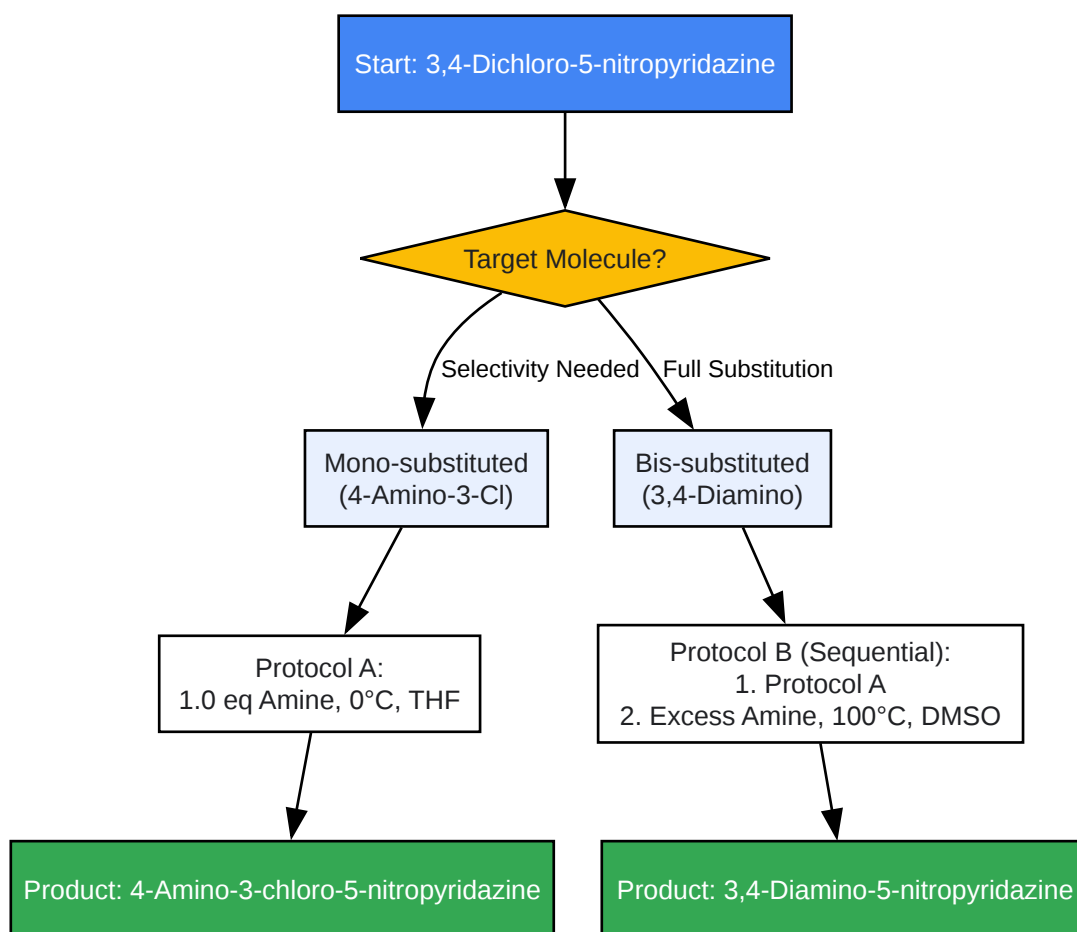 Start: 3,4-Dichloro-5-nitropyridazine
Target Molecule?
Selectivity Needed
Full Substitution
Mono-substituted
(4-Amino-3-Cl)
Bis-substituted
(3,4-Diamino)
Protocol A:
1.0 eq Amine, 0°C, THF
Protocol B (Sequential):
1. Protocol A
2. Excess Amine, 100°C, DMSO
Product: 4-Amino-3-chloro-5-nitropyridazine
Product: 3,4-Diamino-5-nitropyridazine